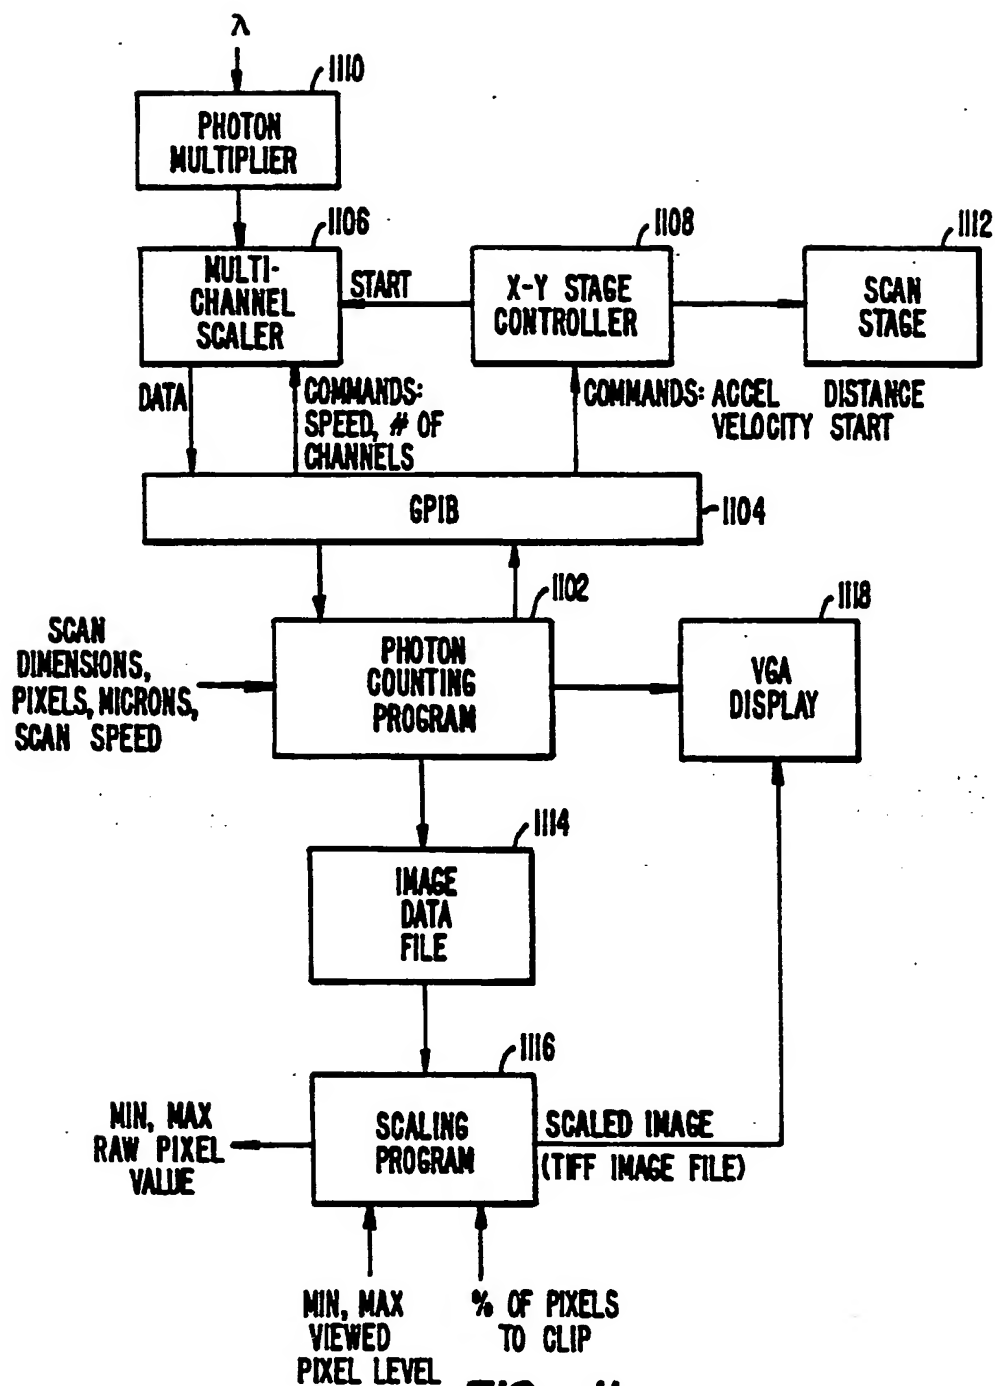 λ
1110
PHOTON
MULTIPLIER
1106
MULTI-
CHANNEL
SCALER
START
1108
X-Y STAGE
CONTROLLER
1112
SCAN
STAGE
DATA
COMMANDS:
SPEED, # OF
CHANNELS
COMMANDS: ACCEL DISTANCE
VELOCITY START
GPIB
1104
1102
PHOTON
COUNTING
PROGRAM
SCAN
DIMENSIONS,
PIXELS, MICRONS,
SCAN SPEED
1118
VGA
DISPLAY
1114
IMAGE
DATA
FILE
1116
SCALING
PROGRAM
MIN, MAX
RAW PIXEL
VALUE
SCALED IMAGE
(TIFF IMAGE FILE)
MIN, MAX
VIEWED
PIXEL LEVEL
% OF PIXELS
TO CLIP